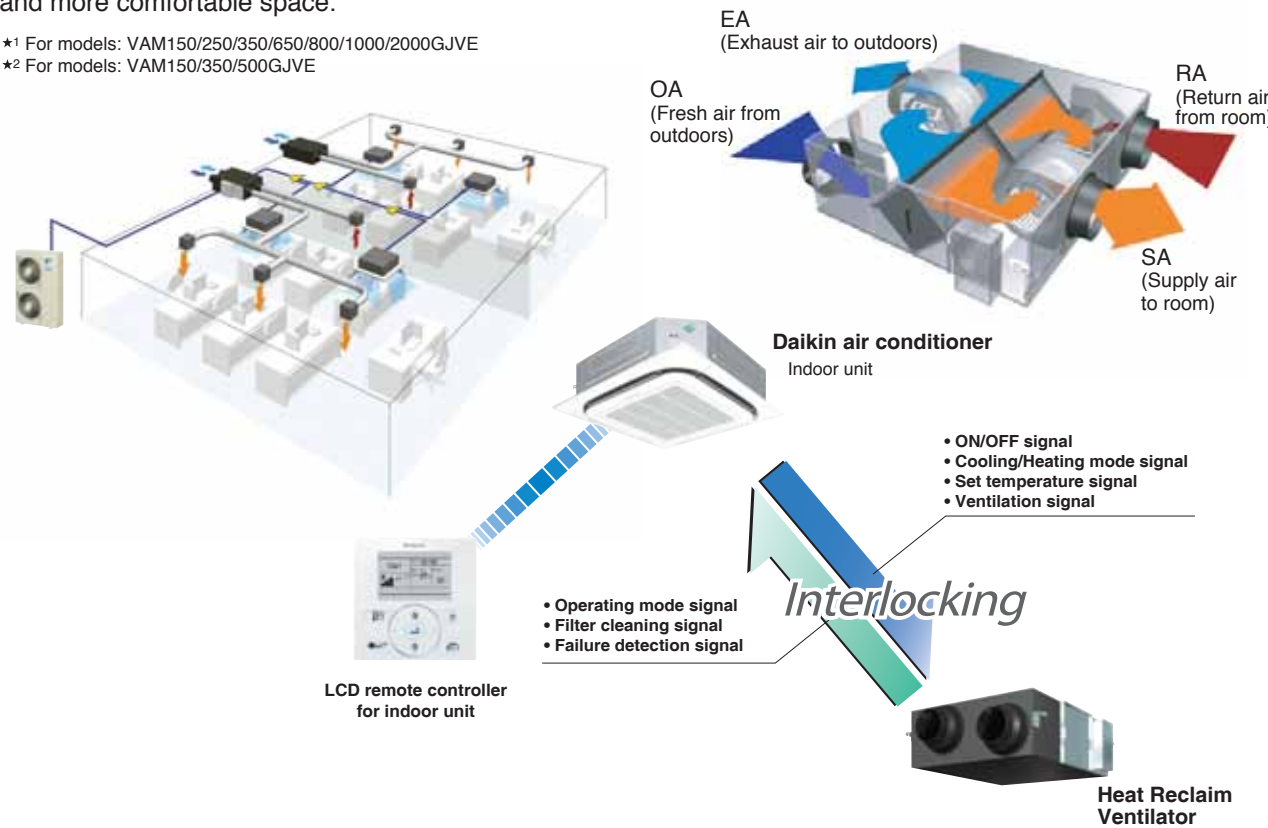 and more comfortable space.
★1 For models: VAM150/250/350/650/800/1000/2000GJVE
★2 For models: VAM150/350/500GJVE
EA
(Exhaust air to outdoors)
OA
(Fresh air from
outdoors)
RA
(Return air
from room)
SA
(Supply air
to room)
Daikin air conditioner
Indoor unit
• ON/OFF signal
• Cooling/Heating mode signal
• Set temperature signal
• Ventilation signal
Interlocking
• Operating mode signal
• Filter cleaning signal
• Failure detection signal
LCD remote controller
for indoor unit
Heat Reclaim
Ventilator